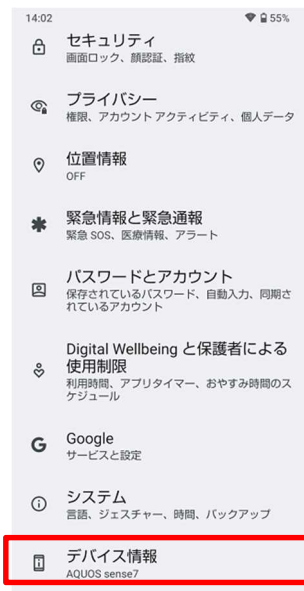 14:02 55%
セキュリティ
画面ロック、顔認証、指紋
プライバシー
権限、アカウント アクティビティ、個人データ
位置情報
OFF
緊急情報と緊急通報
緊急 SOS、医療情報、アラート
パスワードとアカウント
保存されているパスワード、自動入力、同期さ
れているアカウント
Digital Wellbeing と保護者による
使用制限
利用時間、アプリタイマー、おやすみ時間のス
ケジュール
G Google
サービスと設定
システム
言語、ジェスチャー、時間、バックアップ
デバイス情報
AQUOS sense7